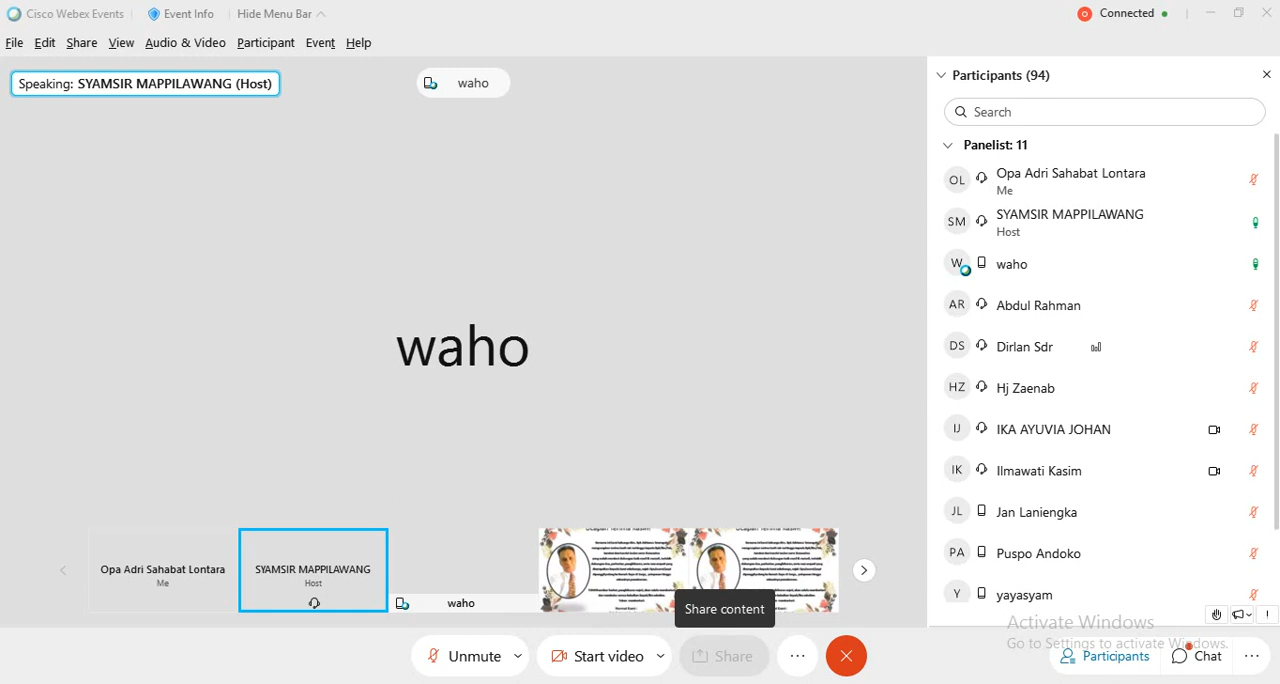 Cisco Webex Events
Event Info
Hide Menu Bar
Connected
File Edit Share View Audio & Video Participant Event Help
Speaking: SYAMSIR MAPPILAWANG (Host)
waho
Participants (94)
Search
Panelist: 11
OL Opa Adri Sahabat Lontara
Me
SM SYAMSIR MAPPILAWANG
Host
W waho
AR Abdul Rahman
DS Dirlan Sdr
HZ Hj Zaenab
IJ IKA AYUVIA JOHAN
IK Ilmawati Kasim
JL Jan Laniengka
PA Puspo Andoko
Y yayasyam
waho
Opa Adri Sahabat Lontara
Me
SYAMSIR MAPPILAWANG
Host
waho
Share content
Activate Windows
Go to Settings to activate Windows.
Unmute
Start video
Share
Participants
Chat